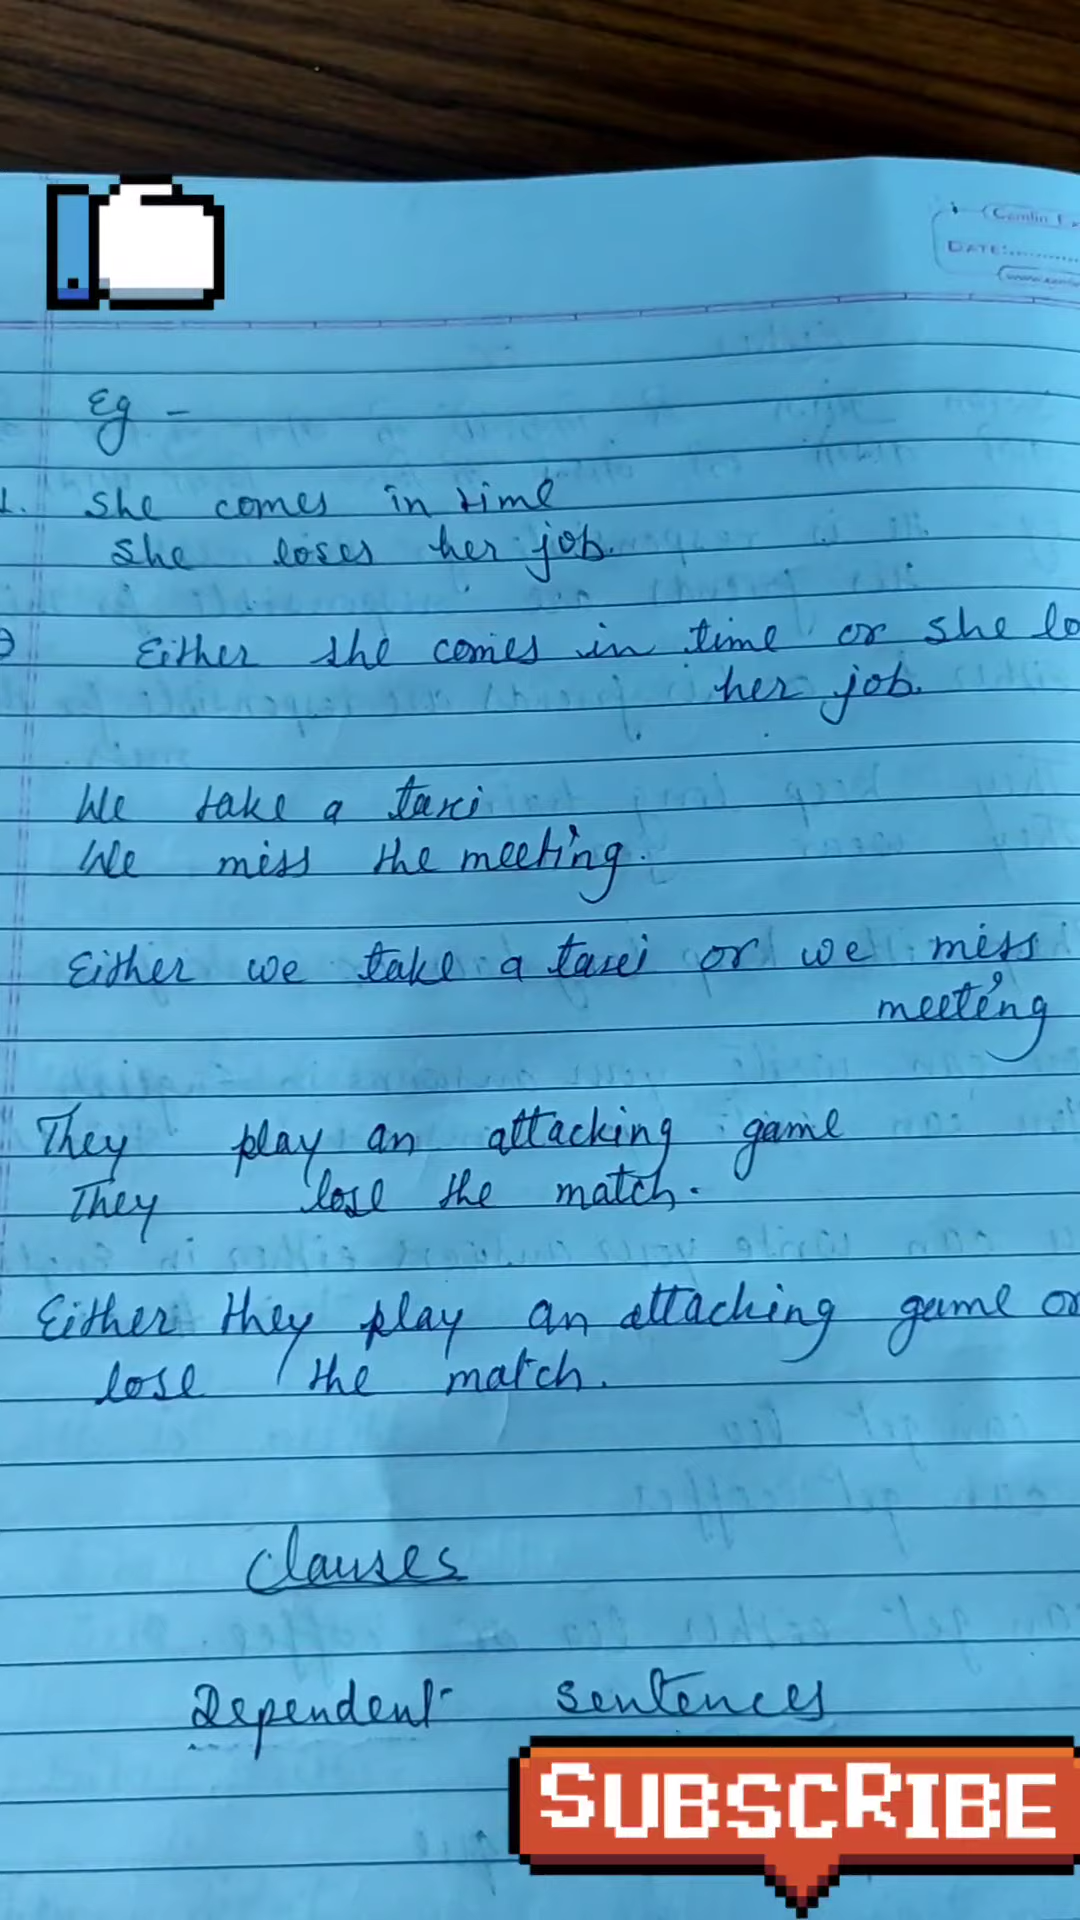 Camlin
DATE:
Eg -
1. She comes in time
She loses her job.
Either she comes in time or she lo
her job.
We take a taxi
We miss the meeting.
Either we take a taxi or we miss
meeting
They play an attacking game
They lose the match.
Either they play an attacking game or
lose the match.
Clauses
Dependent sentences
SUBSCRIBE